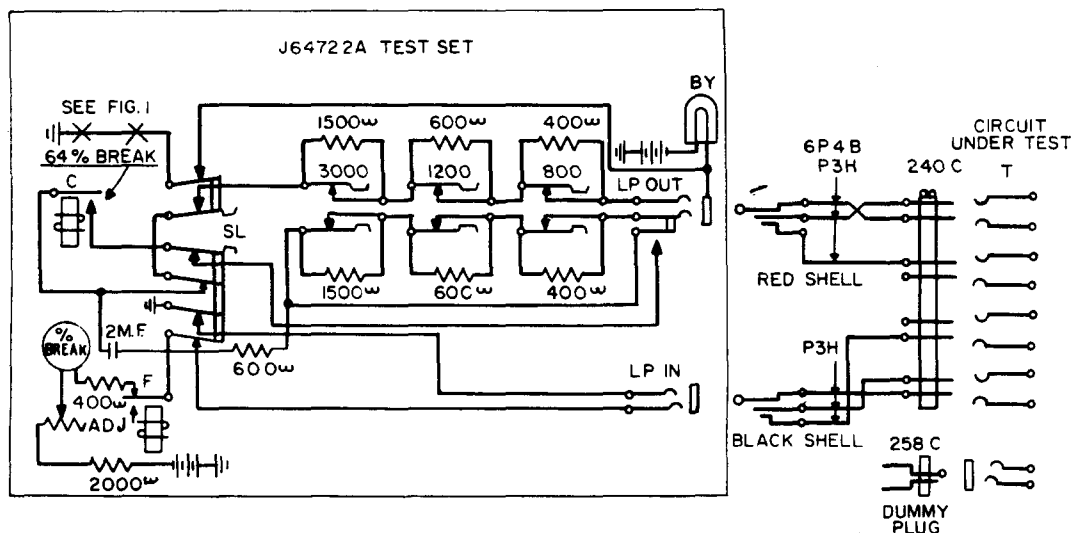 J64722A TEST SET
BY
SEE FIG. 1
64% BREAK
C
1500ω
600ω
400ω
3000
1200
800
LP OUT
SL
1500ω
60Cω
400ω
2M.F.
600ω
% BREAK
F
400ω
ADJ
2000ω
LP IN
6P4B
P3H
240C
CIRCUIT
UNDER TEST
T
RED SHELL
P3H
BLACK SHELL
258C
DUMMY
PLUG